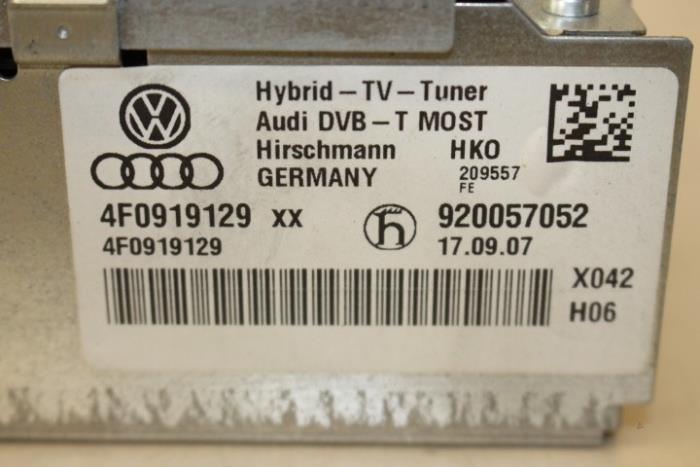 Hybrid-TV-Tuner
Audi DVB-T MOST
Hirschmann HKO
GERMANY 209557
FE
4F0919129 XX 920057052
4F0919129 17.09.07
X042
H06